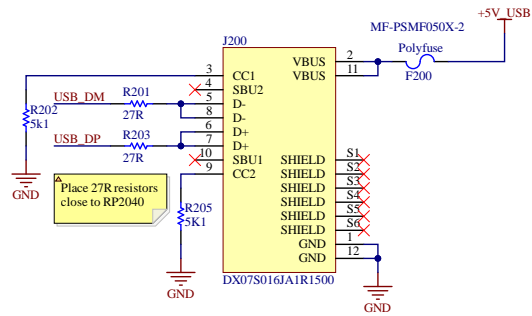 +5V_USB
MF-PSMF050X-2
J200
Polyfuse
F200
3 CC1 VBUS 2
4 SBU2 VBUS 11
USB_DM R201 5 D-
27R 8 D-
R202
5k1
USB_DP R203 6 D+
27R 7 D+
10 SBU1 SHIELD S1
9 CC2 SHIELD S2
SHIELD S3
SHIELD S4
SHIELD S5
SHIELD S6
GND 1
GND 12
GND
Place 27R resistors
close to RP2040
R205
5K1
GND
GND
DX07S016JA1R1500